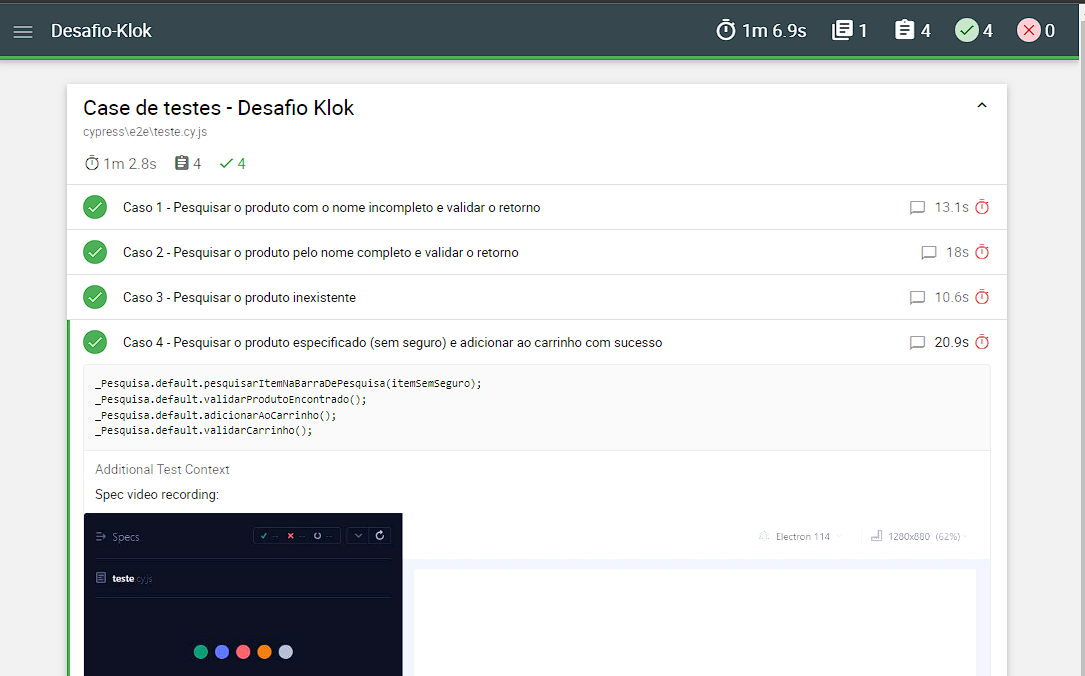 Desafio-Klok 1m 6.9s 1 4 4 0
Case de testes - Desafio Klok
cypress\e2e\teste.cy.js
1m 2.8s 4 4
Caso 1 - Pesquisar o produto com o nome incompleto e validar o retorno 13.1s
Caso 2 - Pesquisar o produto pelo nome completo e validar o retorno 18s
Caso 3 - Pesquisar o produto inexistente 10.6s
Caso 4 - Pesquisar o produto especificado (sem seguro) e adicionar ao carrinho com sucesso 20.9s
_Pesquisa.default.pesquisarItemNaBarraDePesquisa(itemSemSeguro);
_Pesquisa.default.validarProdutoEncontrado();
_Pesquisa.default.adicionarAoCarrinho();
_Pesquisa.default.validarCarrinho();
Additional Test Context
Spec video recording:
Specs -- -- -- Electron 114 1280x880 (62%)
teste.cy.js